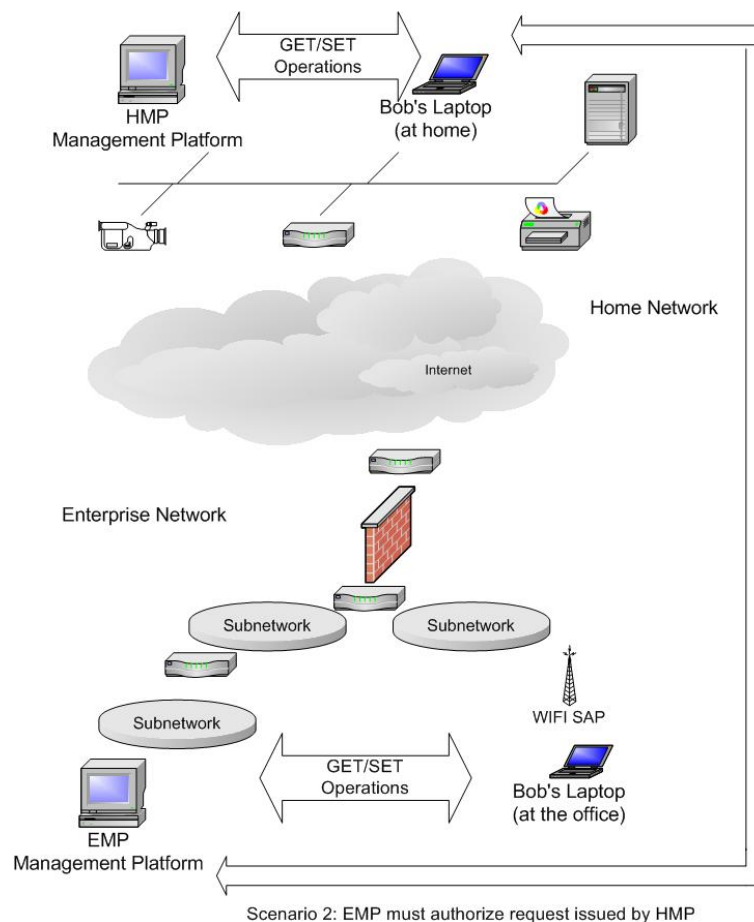 GET/SET
Operations
HMP
Management Platform
Bob's Laptop
(at home)
Home Network
Internet
Enterprise Network
Subnetwork
Subnetwork
Subnetwork
WIFI SAP
GET/SET
Operations
Bob's Laptop
(at the office)
EMP
Management Platform
Scenario 2: EMP must authorize request issued by HMP